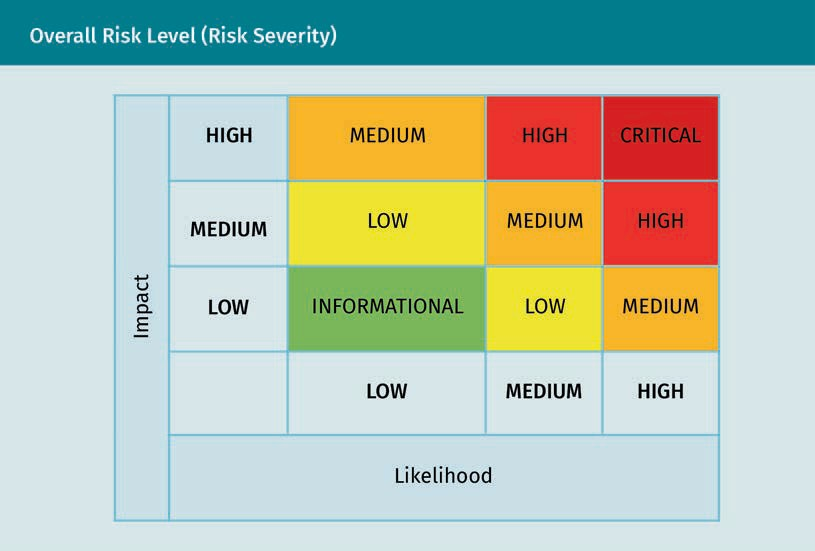 Overall Risk Level (Risk Severity)
Impact
HIGH MEDIUM HIGH CRITICAL
MEDIUM LOW MEDIUM HIGH
LOW INFORMATIONAL LOW MEDIUM
LOW MEDIUM HIGH
Likelihood